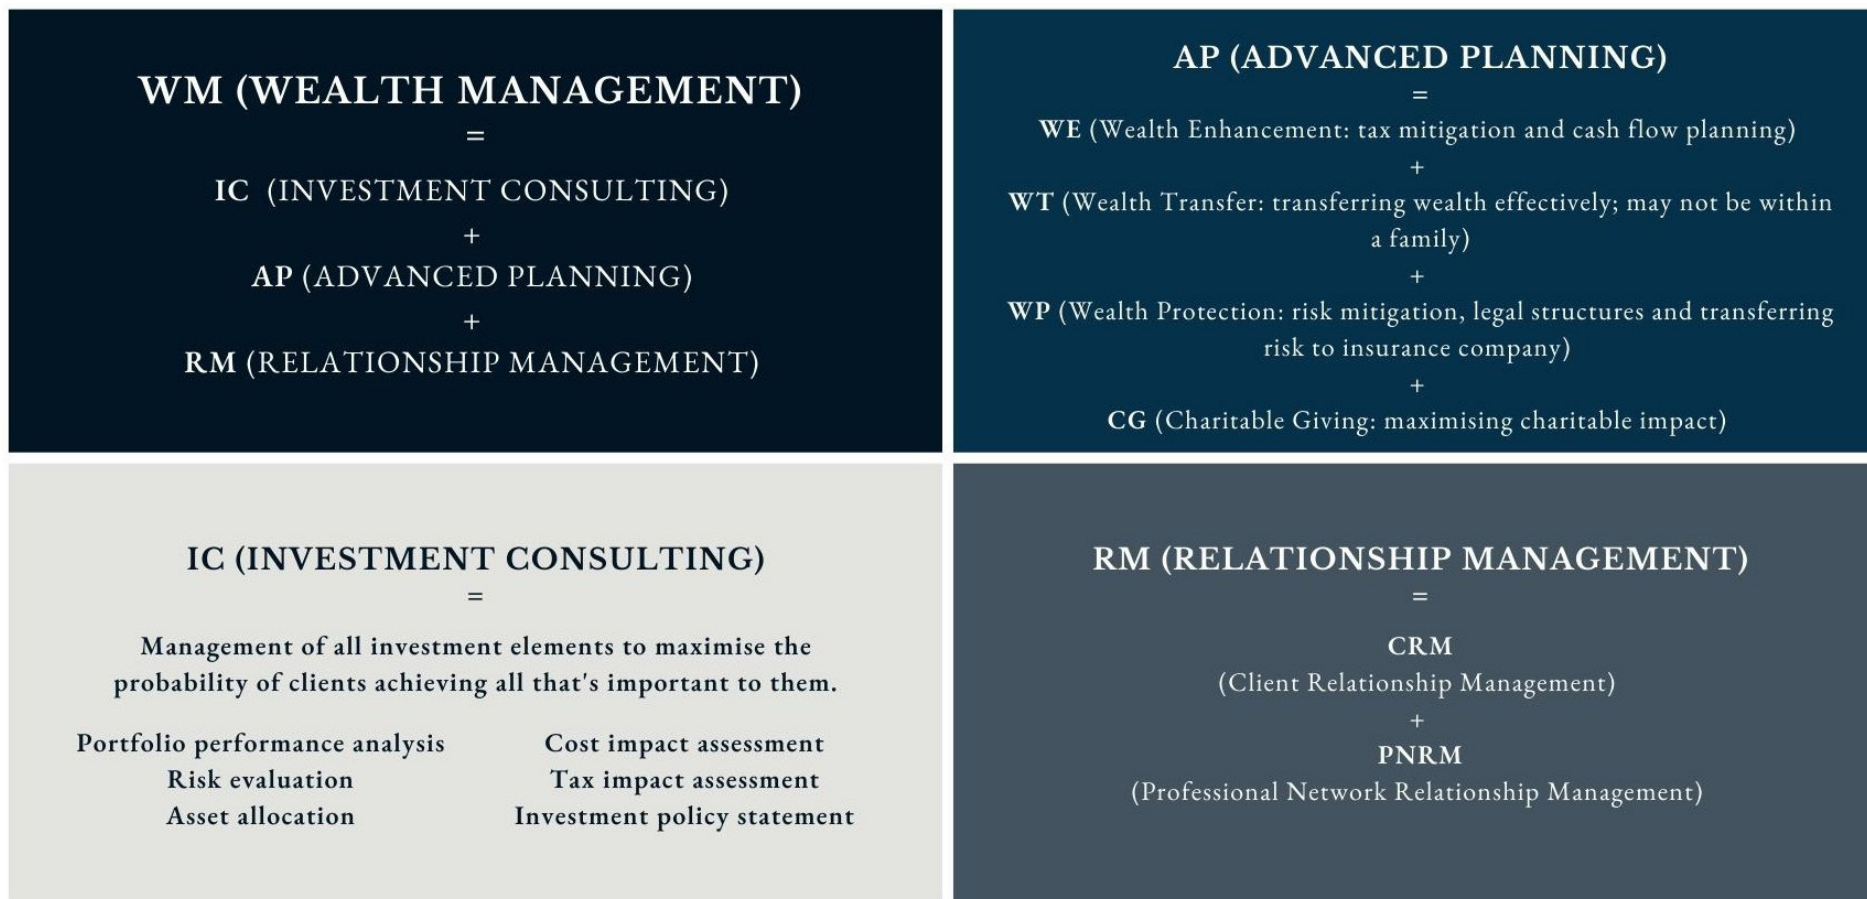 WM (WEALTH MANAGEMENT)
=
IC (INVESTMENT CONSULTING)
+
AP (ADVANCED PLANNING)
+
RM (RELATIONSHIP MANAGEMENT)
AP (ADVANCED PLANNING)
=
WE (Wealth Enhancement: tax mitigation and cash flow planning)
+
WT (Wealth Transfer: transferring wealth effectively; may not be within
a family)
+
WP (Wealth Protection: risk mitigation, legal structures and transferring
risk to insurance company)
+
CG (Charitable Giving: maximising charitable impact)
IC (INVESTMENT CONSULTING)
=
Management of all investment elements to maximise the
probability of clients achieving all that's important to them.
Portfolio performance analysis
Risk evaluation
Asset allocation
Cost impact assessment
Tax impact assessment
Investment policy statement
RM (RELATIONSHIP MANAGEMENT)
=
CRM
(Client Relationship Management)
+
PNRM
(Professional Network Relationship Management)